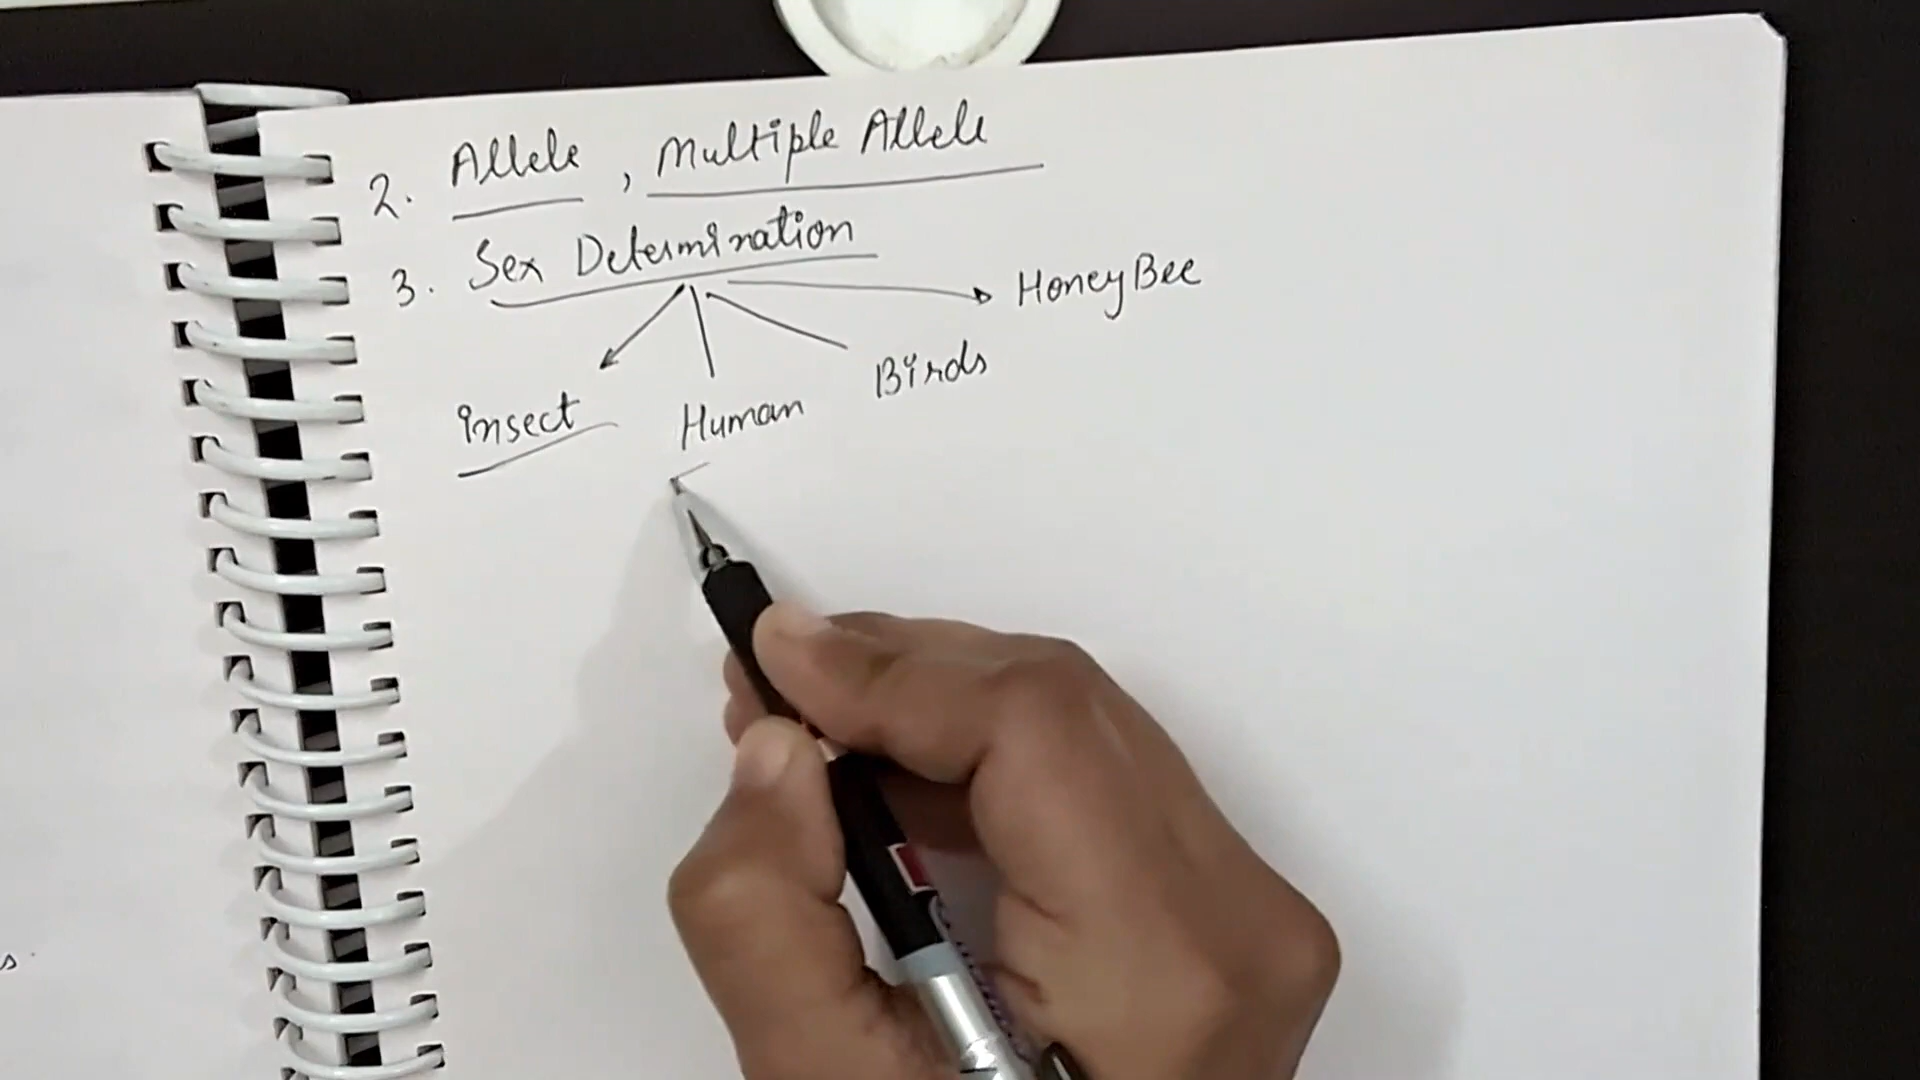 2. Allele, Multiple Allele
3. Sex Determination
HoneyBee
Birds
insect Human
s.